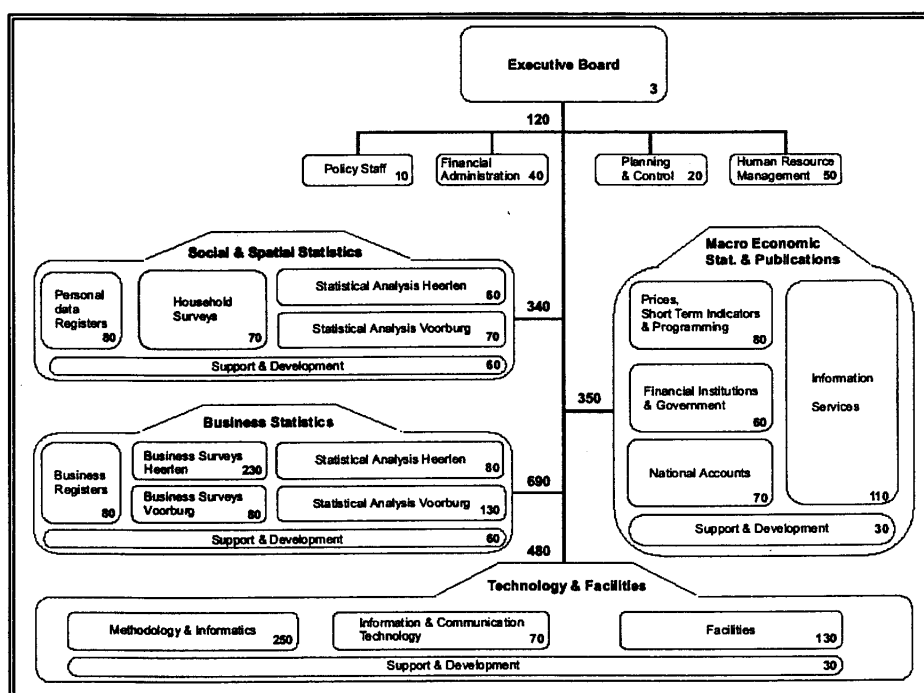 Executive Board
3
120
Policy Staff
10
Financial
Administration 40
Planning
& Control 20
Human Resource
Management 50
Social & Spatial Statistics
Personal
data
Registers
80
Household
Surveys
70
Statistical Analysis Heerlen
60
Statistical Analysis Voorburg
70
Support & Development 60
340
Macro Economic
Stat. & Publications
Prices,
Short Term Indicators
& Programming
80
Financial Institutions
& Government
60
National Accounts
70
Information
Services
110
Support & Development 30
350
Business Statistics
Business
Registers
80
Business Surveys
Heerlen 230
Business Surveys
Voorburg 80
Statistical Analysis Heerlen
80
Statistical Analysis Voorburg
130
Support & Development 60
690
480
Technology & Facilities
Methodology & Informatics
250
Information & Communication
Technology 70
Facilities
130
Support & Development 30